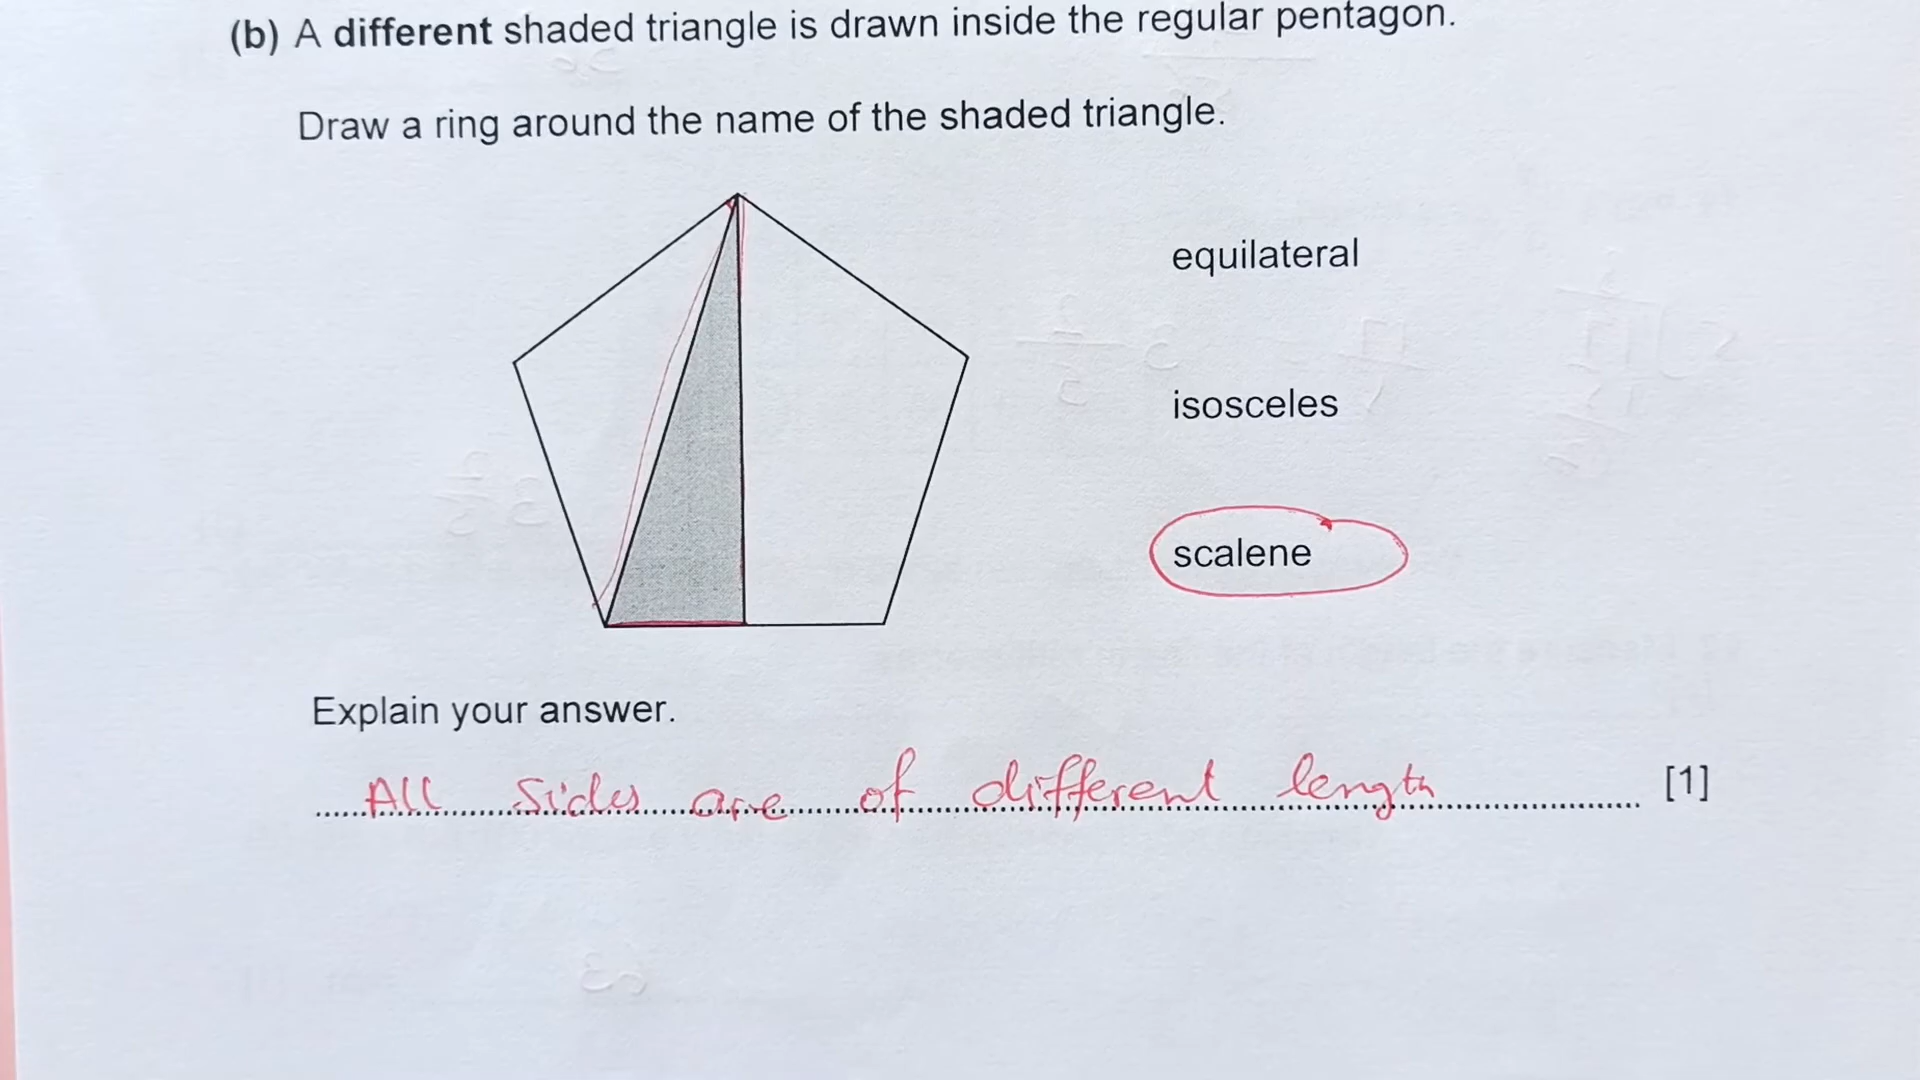 (b) A different shaded triangle is drawn inside the regular pentagon.
Draw a ring around the name of the shaded triangle.
equilateral
isosceles
scalene
Explain your answer.
All sides are of different length [1]